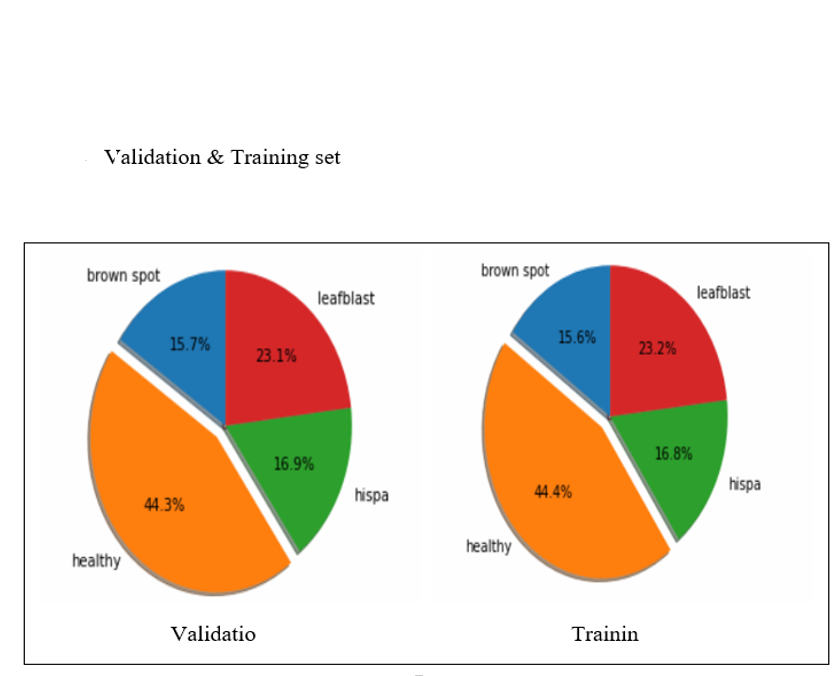 Validation & Training set
brown spot
leafblast
15.7%
23.1%
16.9%
hispa
44.3%
healthy
Validatio
brown spot
leafblast
15.6%
23.2%
16.8%
hispa
44.4%
healthy
Trainin